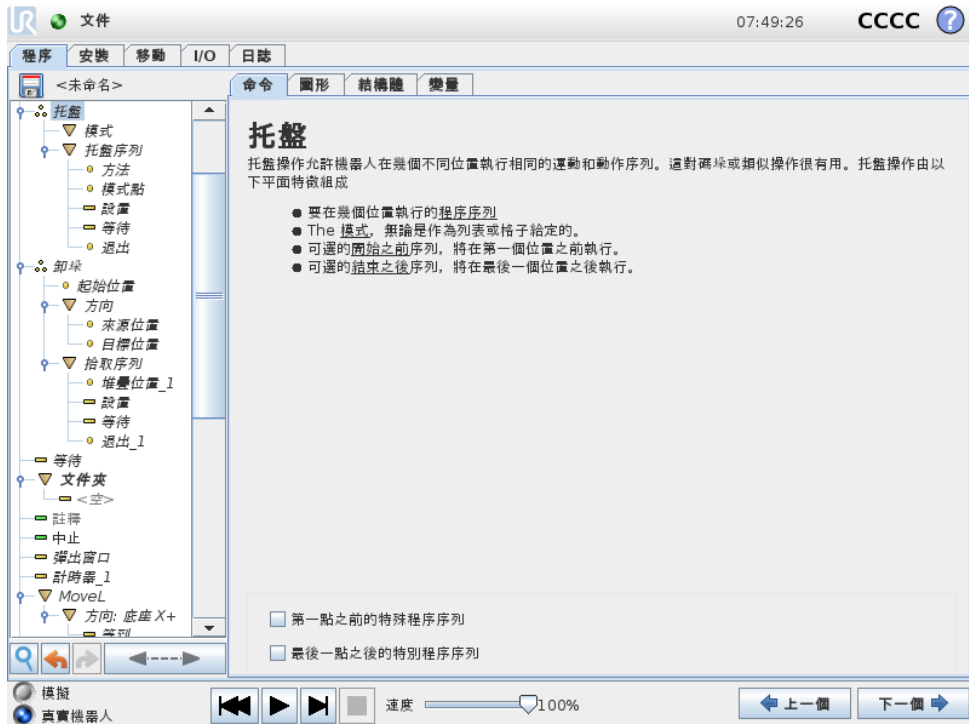 UR 文件 07:49:26 CCCC ?
程序 安裝 移動 I/O 日誌
<未命名>
命令 圖形 結構體 變量
托盤
模式
托盤序列
方法
模式點
設置
等待
退出
卸垛
起始位置
方向
來源位置
目標位置
拾取序列
堆疊位置_1
設置
等待
退出_1
等待
文件夾
<空>
註釋
中止
彈出窗口
計時器_1
MoveL
方向: 底座 X+
等到
托盤
托盤操作允許機器人在幾個不同位置執行相同的運動和動作序列。這對碼垛或類似操作很有用。托盤操作由以
下平面特徵組成
● 要在幾個位置執行的程序序列
● The 模式, 無論是作為列表或格子給定的。
● 可選的開始之前序列, 將在第一個位置之前執行。
● 可選的結束之後序列, 將在最後一個位置之後執行。
第一點之前的特殊程序序列
最後一點之後的特別程序序列
模擬
真實機器人
速度 100%
上一個 下一個